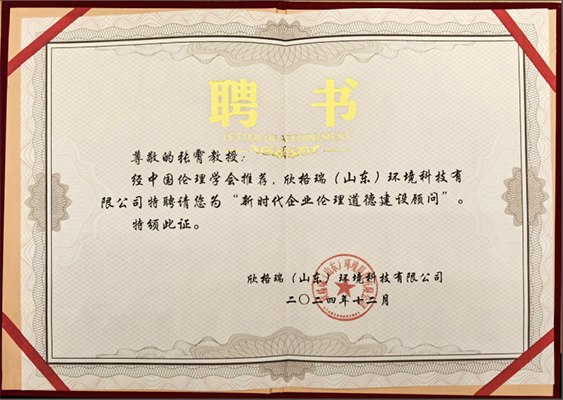 聘 书
LETTER OF APPOINTMENT
尊敬的张霄教授:
经中国伦理学会推荐,欣格瑞(山东)环境科技有
限公司特聘请您为“新时代企业伦理道德建设顾问”。
特颁此证。
欣格瑞(山东)环境科技有限公司
二〇二四年十二月